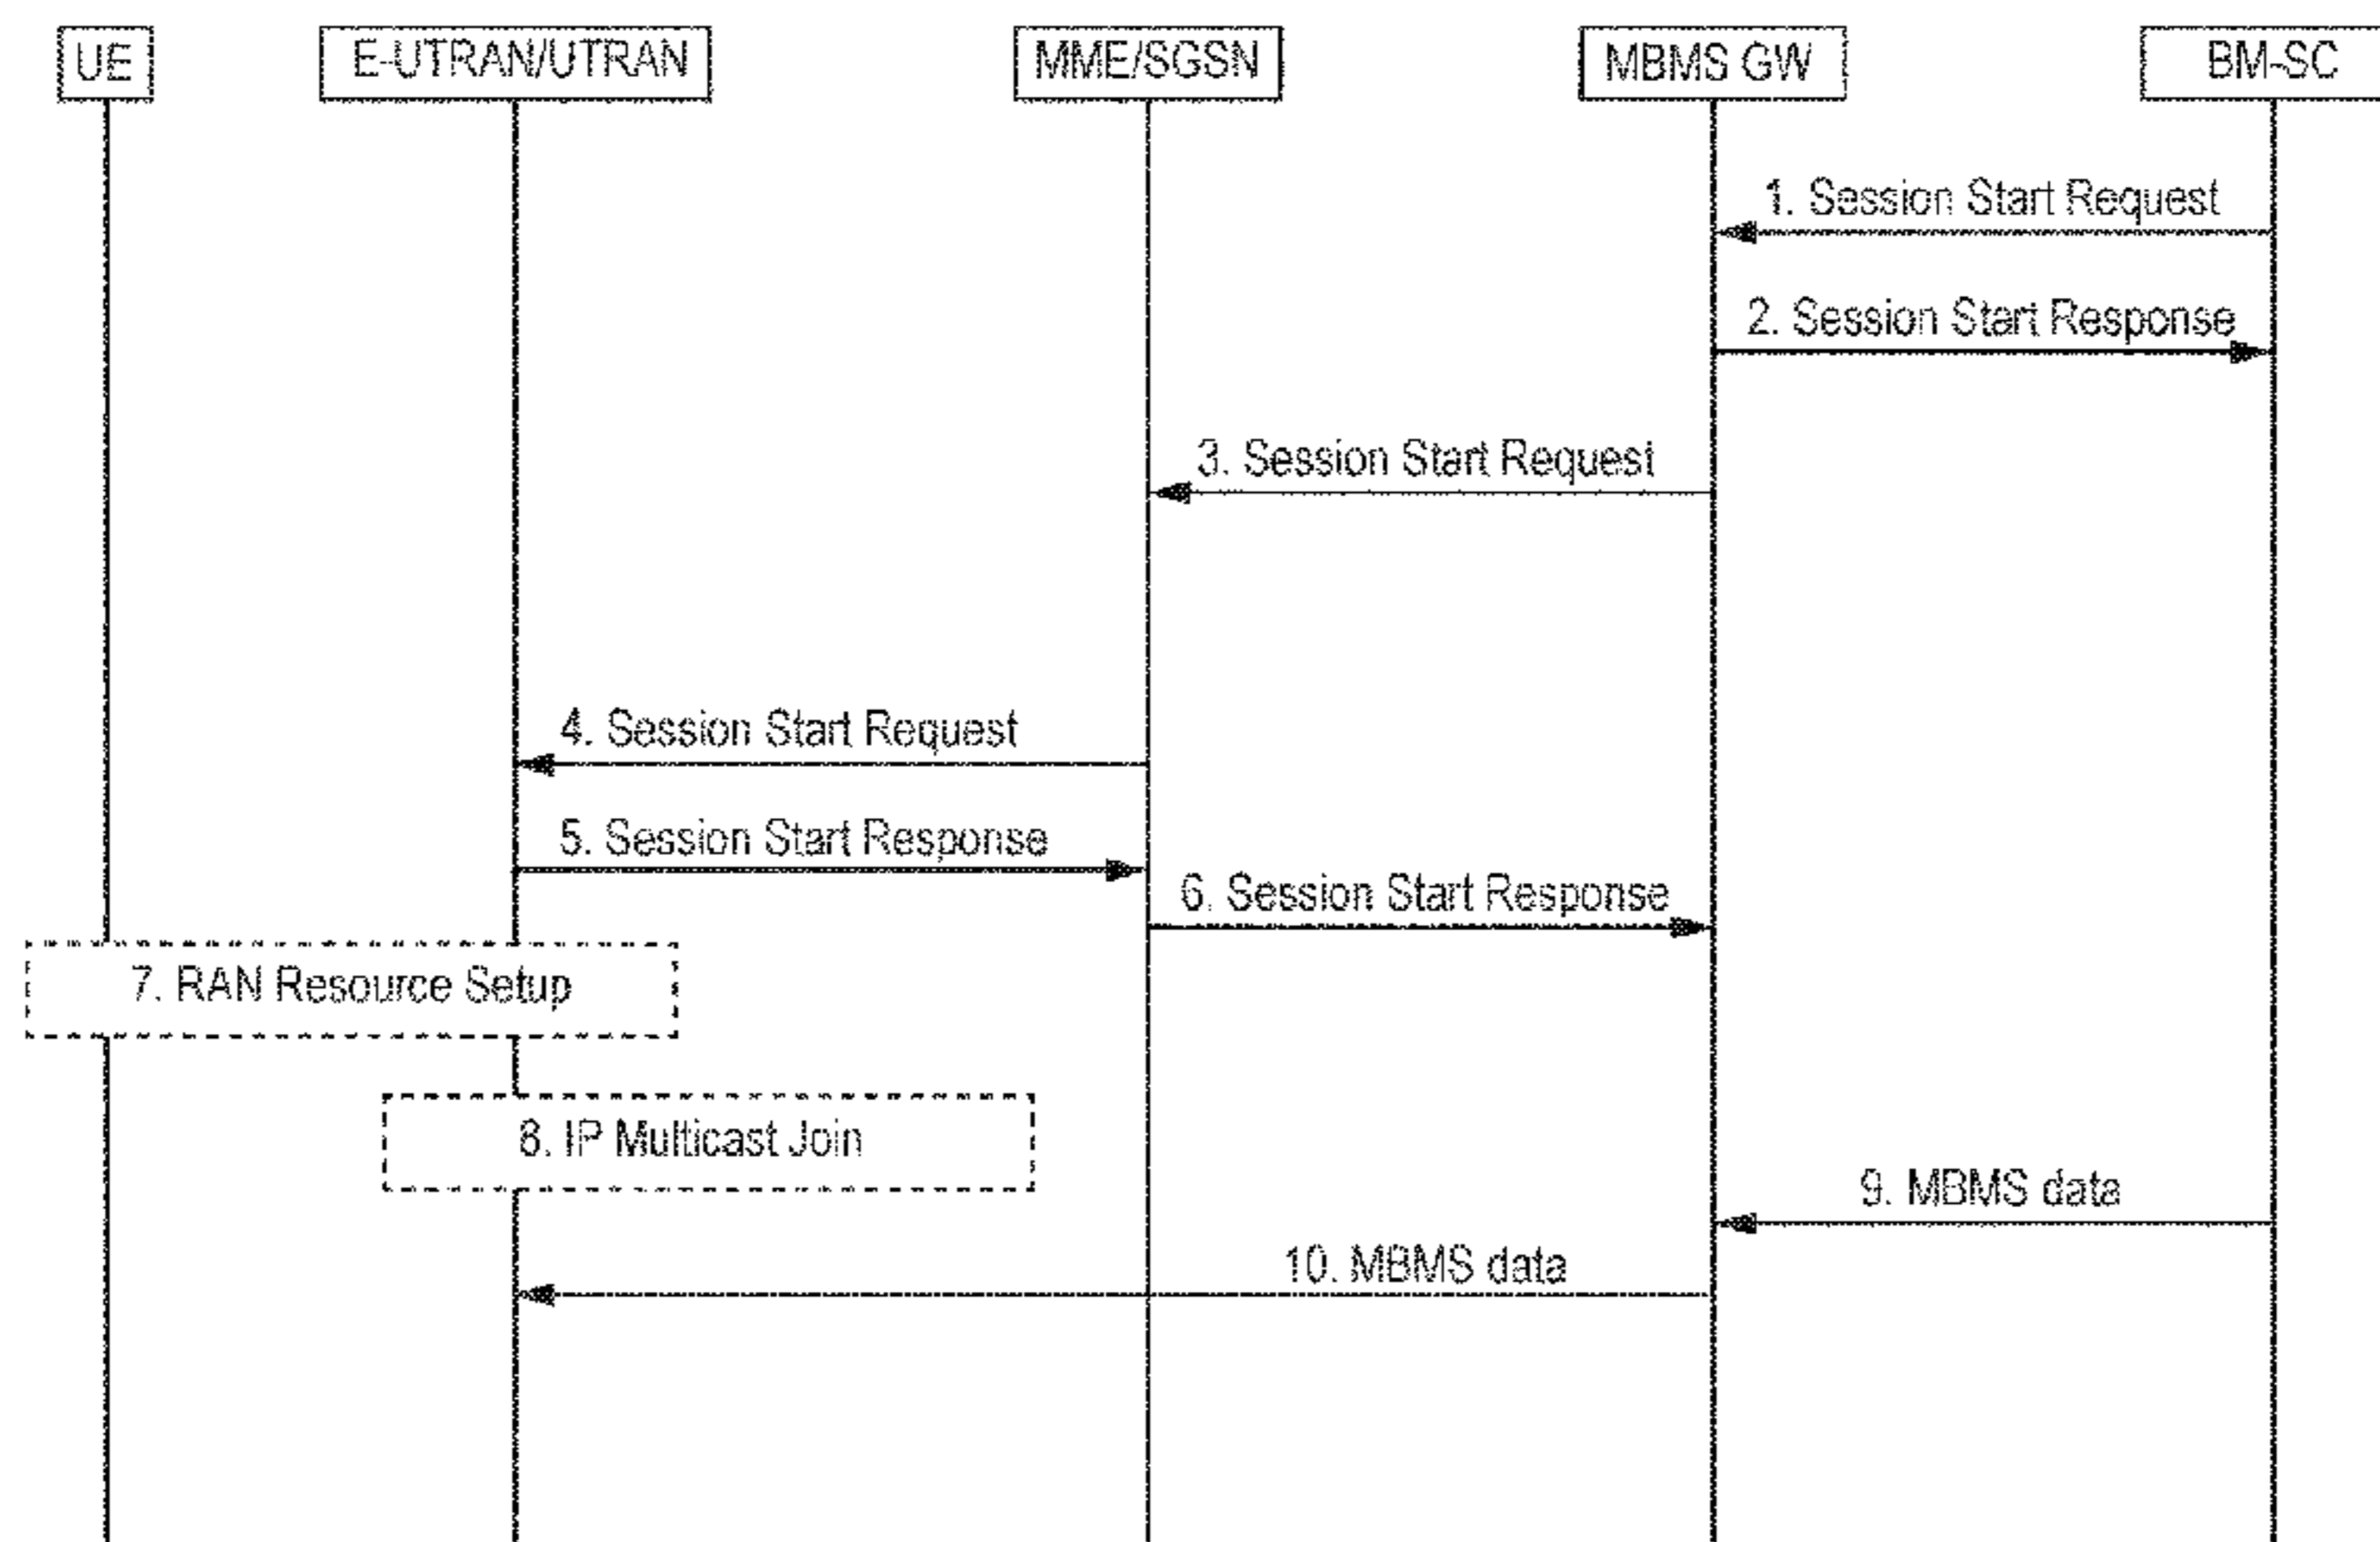 UE
E-UTRAN/UTRAN
MME/SGSN
MBMS GW
BM-SC
1. Session Start Request
2. Session Start Response
3. Session Start Request
4. Session Start Request
5. Session Start Response
6. Session Start Response
7. RAN Resource Setup
8. IP Multicast Join
9. MBMS data
10. MBMS data